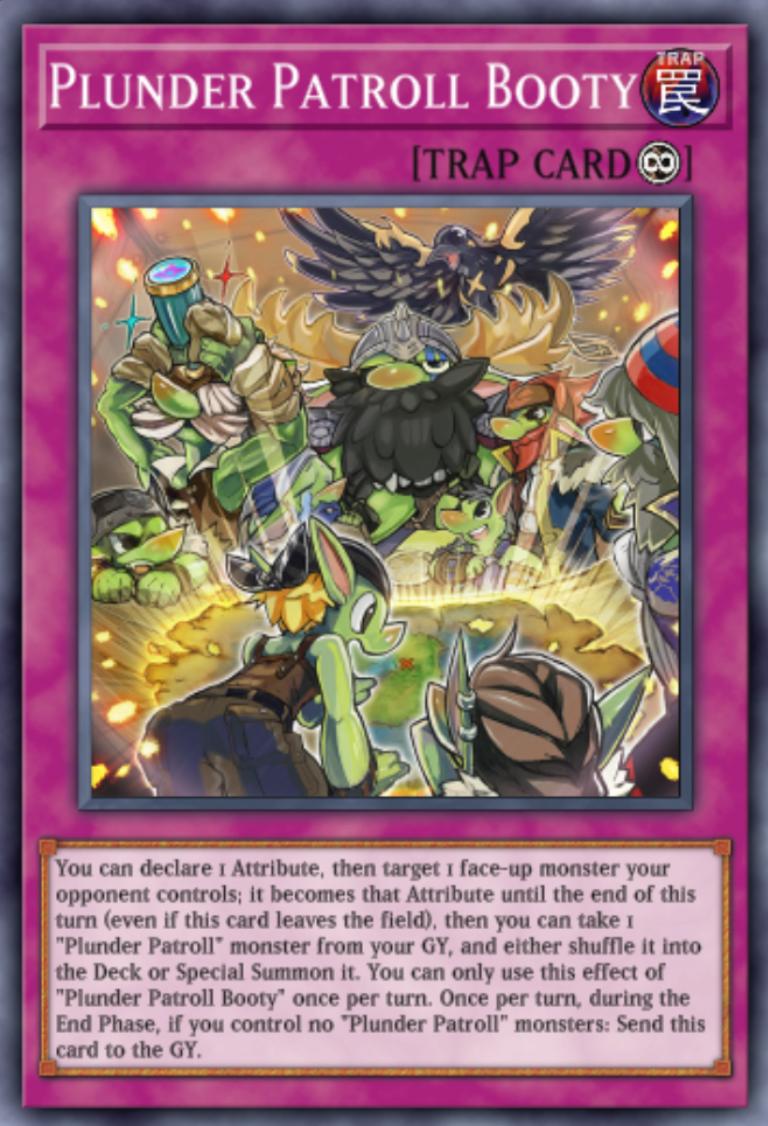 PLUNDER PATROLL BOOTY
TRAP
罠
[TRAP CARD]
You can declare 1 Attribute, then target 1 face-up monster your
opponent controls; it becomes that Attribute until the end of this
turn (even if this card leaves the field), then you can take 1
"Plunder Patroll" monster from your GY, and either shuffle it into
the Deck or Special Summon it. You can only use this effect of
"Plunder Patroll Booty" once per turn. Once per turn, during the
End Phase, if you control no "Plunder Patroll" monsters: Send this
card to the GY.